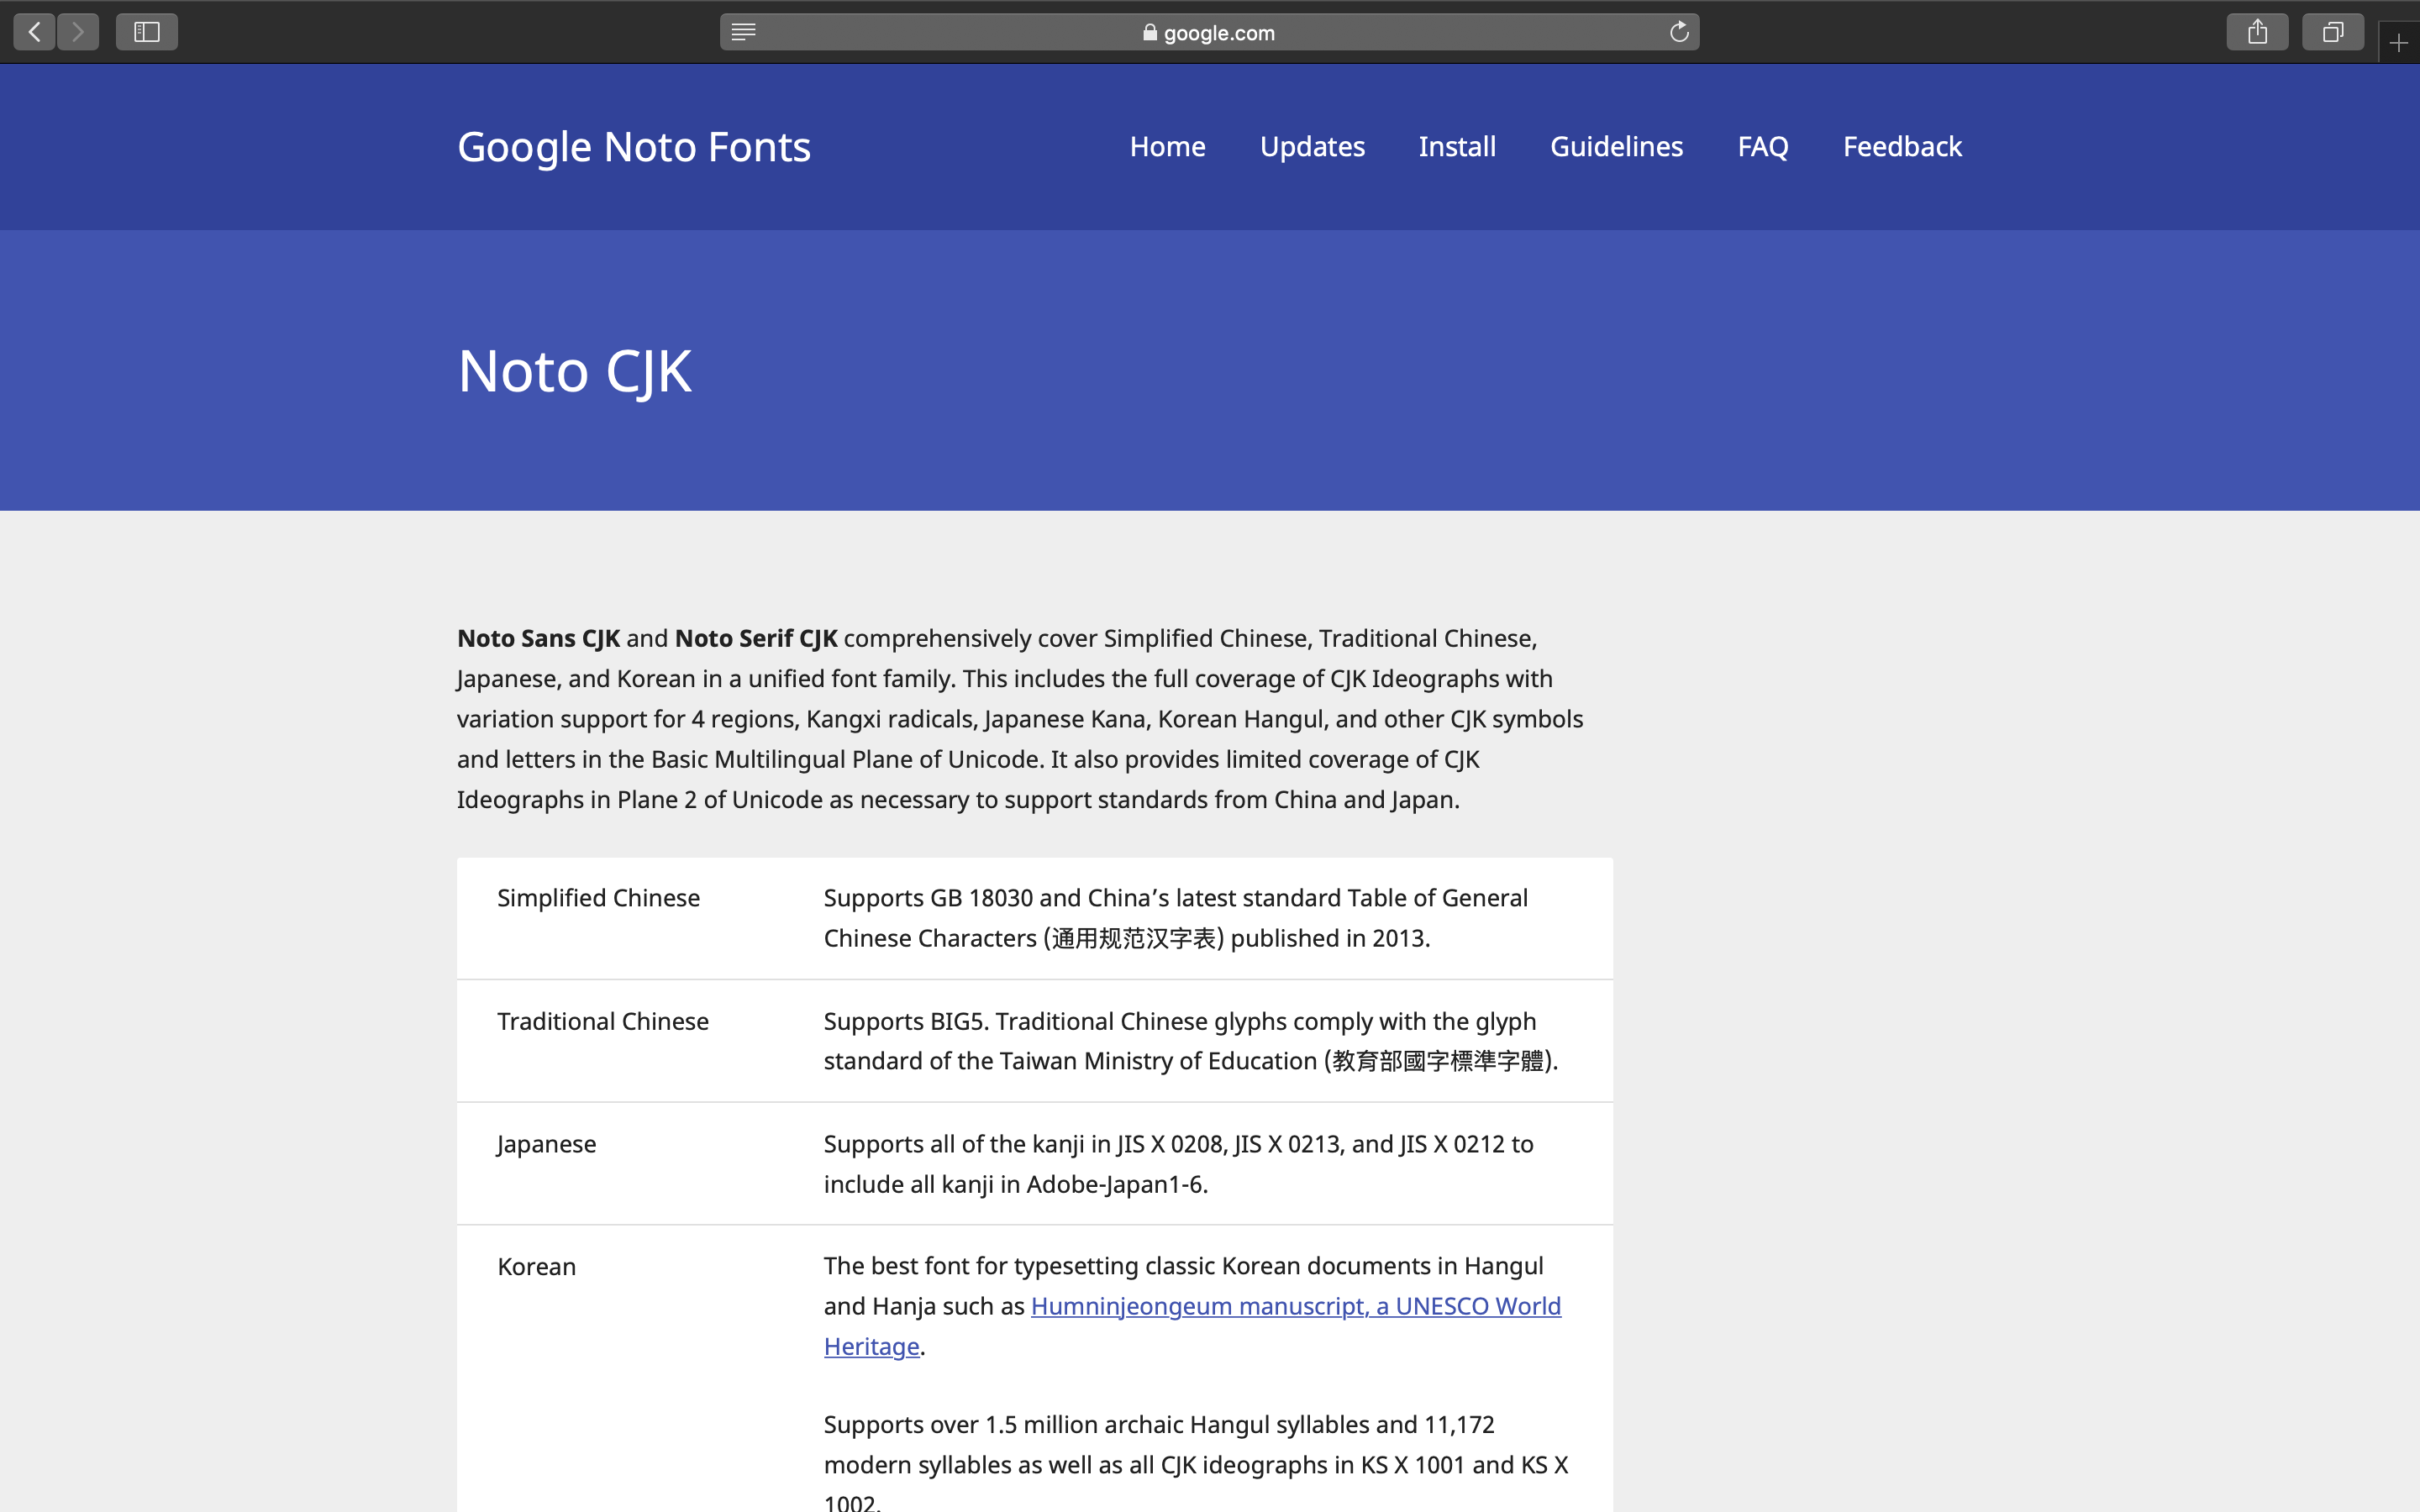 google.com
Google Noto Fonts
Home Updates Install Guidelines FAQ Feedback
Noto CJK
Noto Sans CJK and Noto Serif CJK comprehensively cover Simplified Chinese, Traditional Chinese,
Japanese, and Korean in a unified font family. This includes the full coverage of CJK Ideographs with
variation support for 4 regions, Kangxi radicals, Japanese Kana, Korean Hangul, and other CJK symbols
and letters in the Basic Multilingual Plane of Unicode. It also provides limited coverage of CJK
Ideographs in Plane 2 of Unicode as necessary to support standards from China and Japan.
Simplified Chinese
Supports GB 18030 and China’s latest standard Table of General
Chinese Characters (通用规范汉字表) published in 2013.
Traditional Chinese
Supports BIG5. Traditional Chinese glyphs comply with the glyph
standard of the Taiwan Ministry of Education (教育部國字標準字體).
Japanese
Supports all of the kanji in JIS X 0208, JIS X 0213, and JIS X 0212 to
include all kanji in Adobe-Japan1-6.
Korean
The best font for typesetting classic Korean documents in Hangul
and Hanja such as Humninjeongeum manuscript, a UNESCO World
Heritage.
Supports over 1.5 million archaic Hangul syllables and 11,172
modern syllables as well as all CJK ideographs in KS X 1001 and KS X
1002.